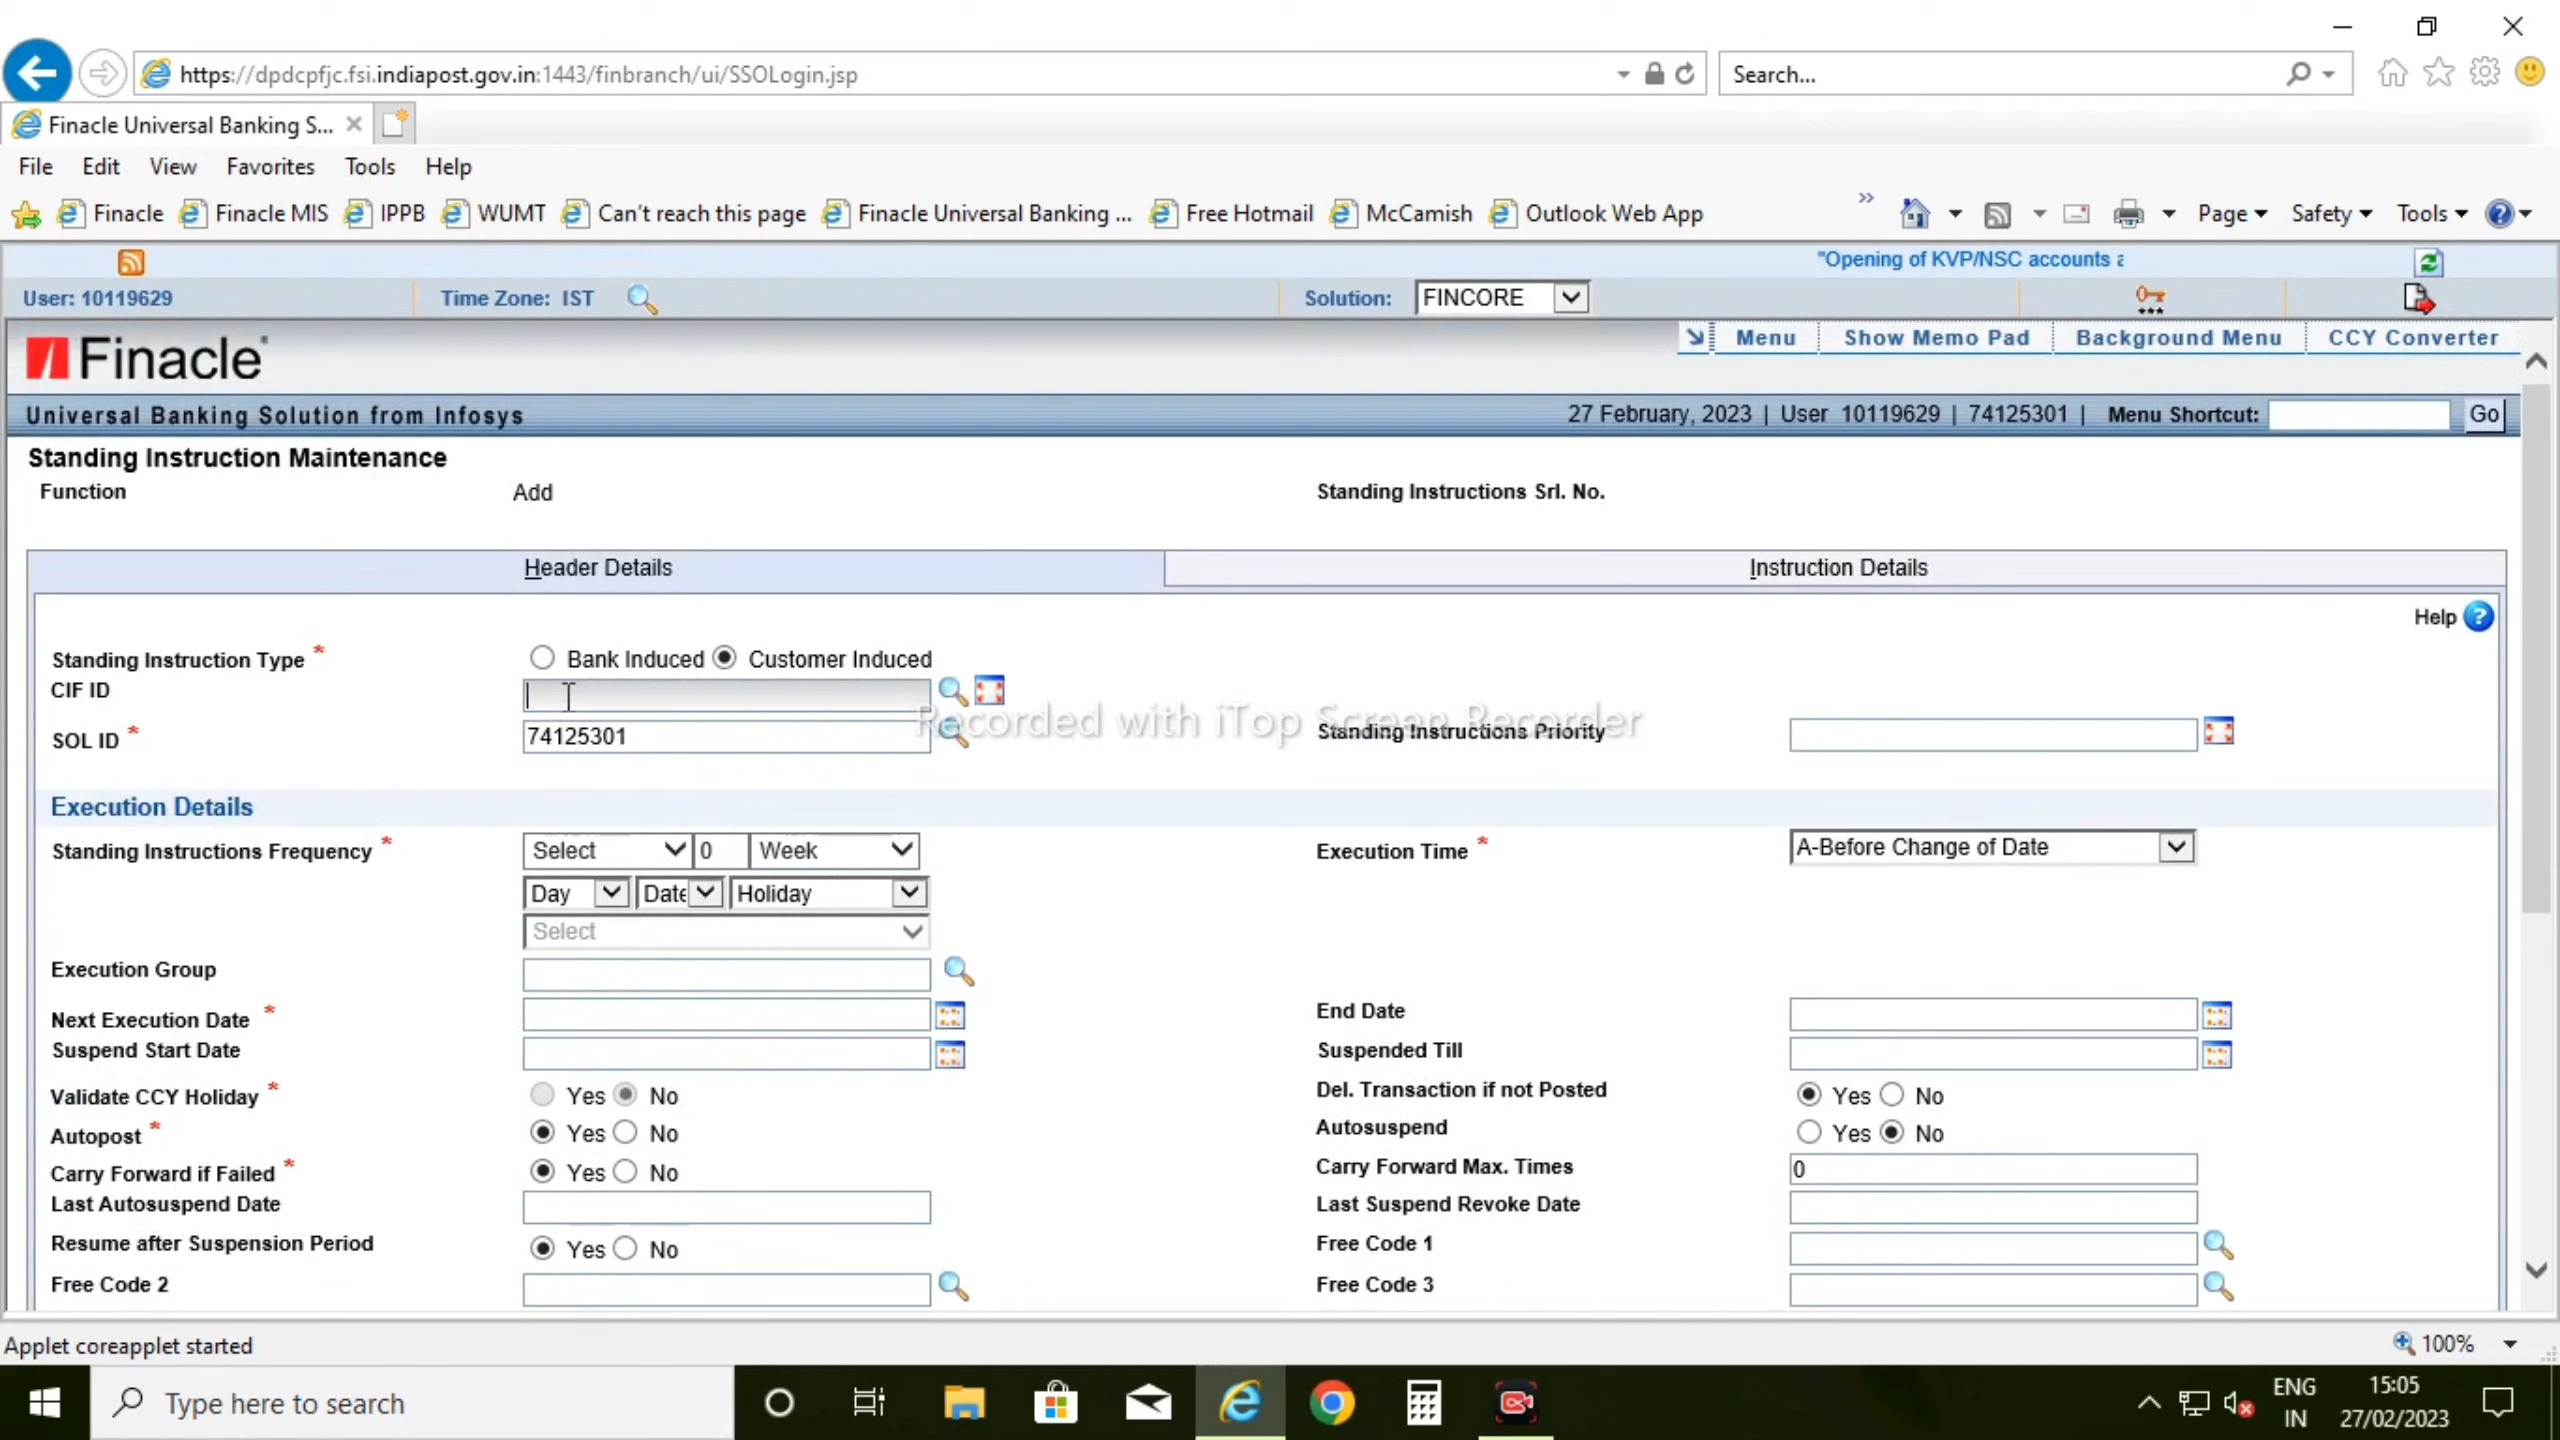 https://dpdcpfjc.fsi.indiapost.gov.in:1443/finbranch/ui/SSOLogin.jsp
Search...
Finacle Universal Banking S...
File Edit View Favorites Tools Help
Finacle Finacle MIS IPPB WUMT Can't reach this page Finacle Universal Banking ... Free Hotmail McCamish Outlook Web App » Page Safety Tools
"Opening of KVP/NSC accounts a
User: 10119629 Time Zone: IST Solution: FINCORE
Menu Show Memo Pad Background Menu CCY Converter
Finacle
Universal Banking Solution from Infosys 27 February, 2023 | User 10119629 | 74125301 | Menu Shortcut: Go
Standing Instruction Maintenance
Function Add Standing Instructions Srl. No.
Header Details Instruction Details
Help ?
Standing Instruction Type * Bank Induced Customer Induced
CIF ID
Recorded with iTop Screen Recorder
SOL ID * 74125301 Standing Instructions Priority
Execution Details
Standing Instructions Frequency * Select 0 Week Execution Time * A-Before Change of Date
Day Date Holiday
Select
Execution Group
Next Execution Date * End Date
Suspend Start Date Suspended Till
Validate CCY Holiday * Yes No Del. Transaction if not Posted Yes No
Autopost * Yes No Autosuspend Yes No
Carry Forward if Failed * Yes No Carry Forward Max. Times 0
Last Autosuspend Date Last Suspend Revoke Date
Resume after Suspension Period Yes No Free Code 1
Free Code 2 Free Code 3
Applet coreapplet started 100%
Type here to search ENG 15:05
IN 27/02/2023